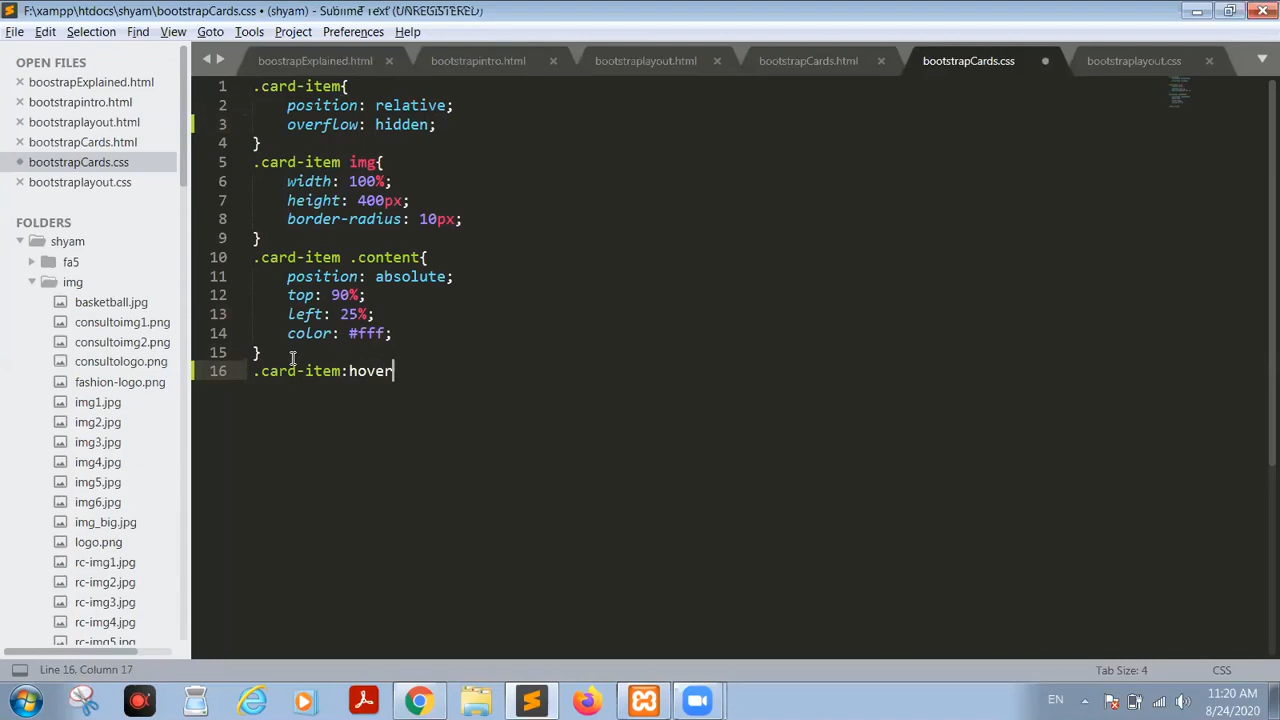 F:\xampp\htdocs\shyam\bootstrapCards.css • (shyam) - Sublime Text (UNREGISTERED)
File Edit Selection Find View Goto Tools Project Preferences Help
OPEN FILES
boostrapExplained.html
bootstrapintro.html
bootstraplayout.html
bootstrapCards.html
bootstrapCards.css
bootstraplayout.css
FOLDERS
shyam
fa5
img
basketball.jpg
consultoimg1.png
consultoimg2.png
consultologo.png
fashion-logo.png
img1.jpg
img2.jpg
img3.jpg
img4.jpg
img5.jpg
img6.jpg
img_big.jpg
logo.png
rc-img1.jpg
rc-img2.jpg
rc-img3.jpg
rc-img4.jpg
rc-img5.jpg
boostrapExplained.html bootstrapintro.html bootstraplayout.html bootstrapCards.html bootstrapCards.css bootstraplayout.css
1 .card-item{
2 position: relative;
3 overflow: hidden;
4 }
5 .card-item img{
6 width: 100%;
7 height: 400px;
8 border-radius: 10px;
9 }
10 .card-item .content{
11 position: absolute;
12 top: 90%;
13 left: 25%;
14 color: #fff;
15 }
16 .card-item:hover
Line 16, Column 17 Tab Size: 4 CSS
EN 11:20 AM
8/24/2020